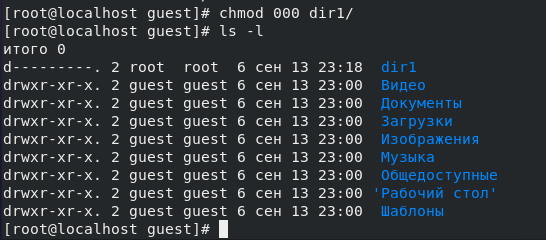 [root@localhost guest]# chmod 000 dir1/
[root@localhost guest]# ls -l
итого 0
d---------. 2 root  root  6 сен 13 23:18  dir1
drwxr-xr-x. 2 guest guest 6 сен 13 23:00  Видео
drwxr-xr-x. 2 guest guest 6 сен 13 23:00  Документы
drwxr-xr-x. 2 guest guest 6 сен 13 23:00  Загрузки
drwxr-xr-x. 2 guest guest 6 сен 13 23:00  Изображения
drwxr-xr-x. 2 guest guest 6 сен 13 23:00  Музыка
drwxr-xr-x. 2 guest guest 6 сен 13 23:00  Общедоступные
drwxr-xr-x. 2 guest guest 6 сен 13 23:00 'Рабочий стол'
drwxr-xr-x. 2 guest guest 6 сен 13 23:00  Шаблоны
[root@localhost guest]#